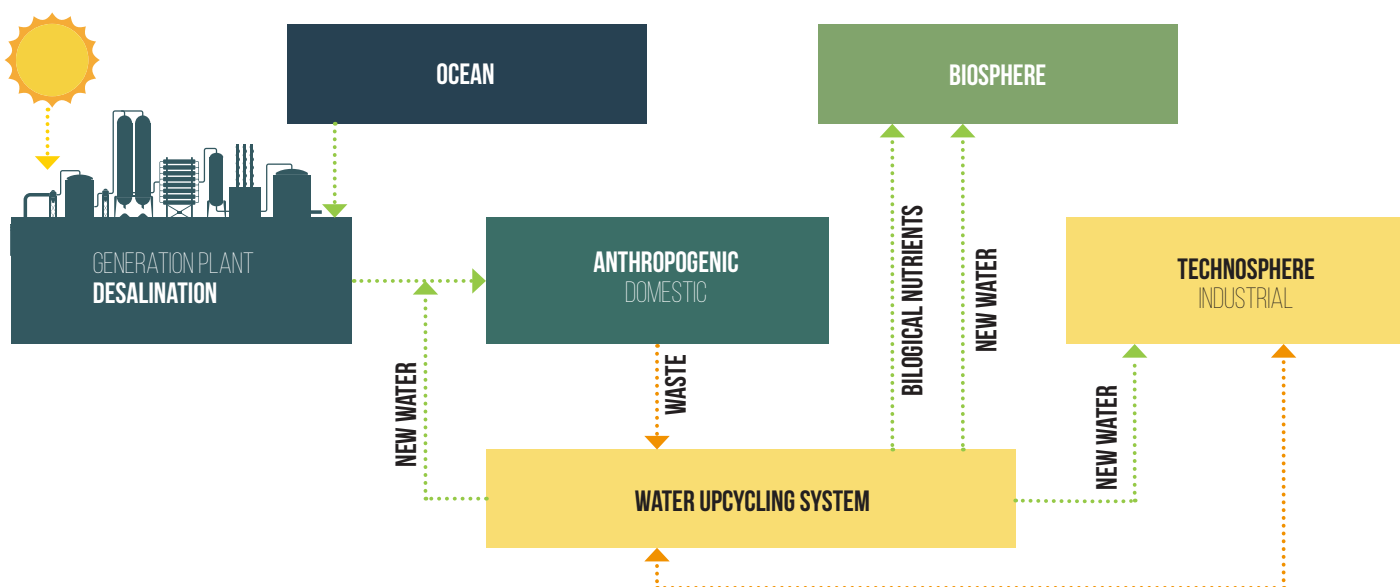 OCEAN
BIOSPHERE
GENERATION PLANT
DESALINATION
ANTHROPOGENIC
DOMESTIC
TECHNOSPHERE
INDUSTRIAL
NEW WATER
WASTE
BILOGICAL NUTRIENTS
NEW WATER
NEW WATER
WATER UPCYCLING SYSTEM